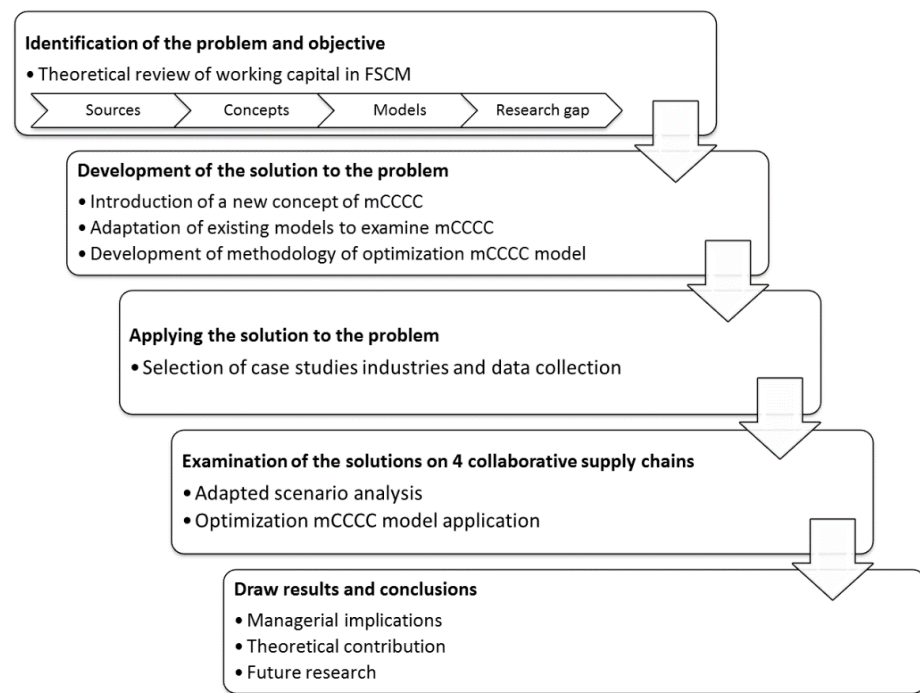 Identification of the problem and objective
• Theoretical review of working capital in FSCM
Sources
Concepts
Models
Research gap
Development of the solution to the problem
• Introduction of a new concept of mCCCC
• Adaptation of existing models to examine mCCCC
• Development of methodology of optimization mCCCC model
Applying the solution to the problem
• Selection of case studies industries and data collection
Examination of the solutions on 4 collaborative supply chains
• Adapted scenario analysis
• Optimization mCCCC model application
Draw results and conclusions
• Managerial implications
• Theoretical contribution
• Future research